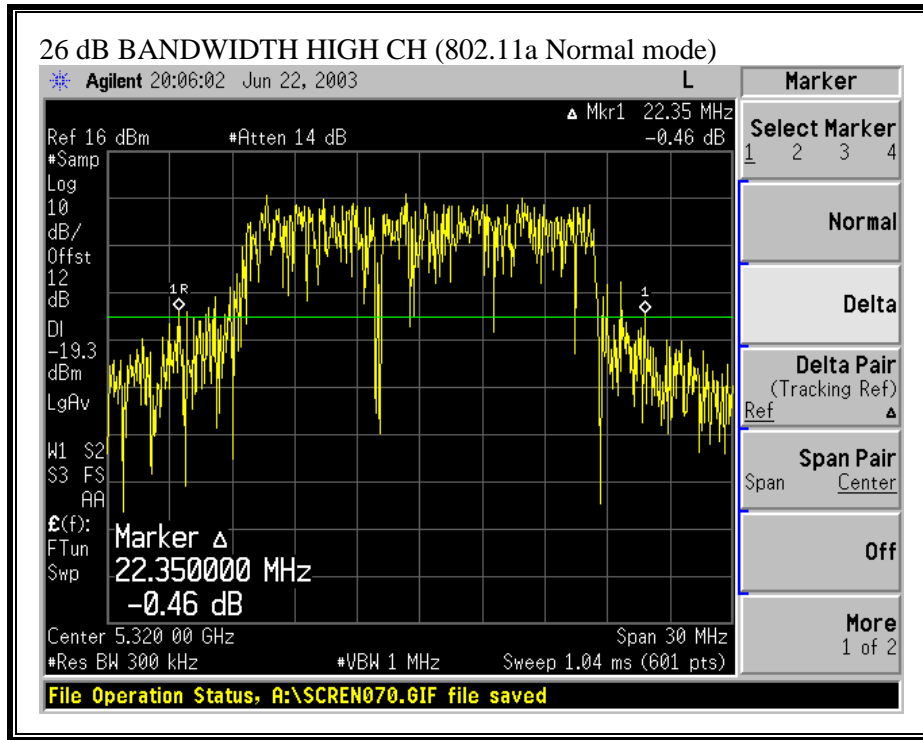 26 dB BANDWIDTH HIGH CH (802.11a Normal mode)
Agilent 20:06:02 Jun 22, 2003 L
Marker
Δ Mkr1 22.35 MHz
Ref 16 dBm #Atten 14 dB -0.46 dB
#Samp
Log
10
dB/
Offst
12
dB
DI
-19.3
dBm
LgAv
W1 S2
S3 FS
AA
£(f):
FTun
Swp
1R
1
Marker Δ
22.350000 MHz
-0.46 dB
Center 5.320 00 GHz Span 30 MHz
#Res BW 300 kHz #VBW 1 MHz Sweep 1.04 ms (601 pts)
Select Marker
1 2 3 4
Normal
Delta
Delta Pair
(Tracking Ref)
Ref Δ
Span Pair
Span Center
Off
More
1 of 2
File Operation Status, A:\SCREN070.GIF file saved